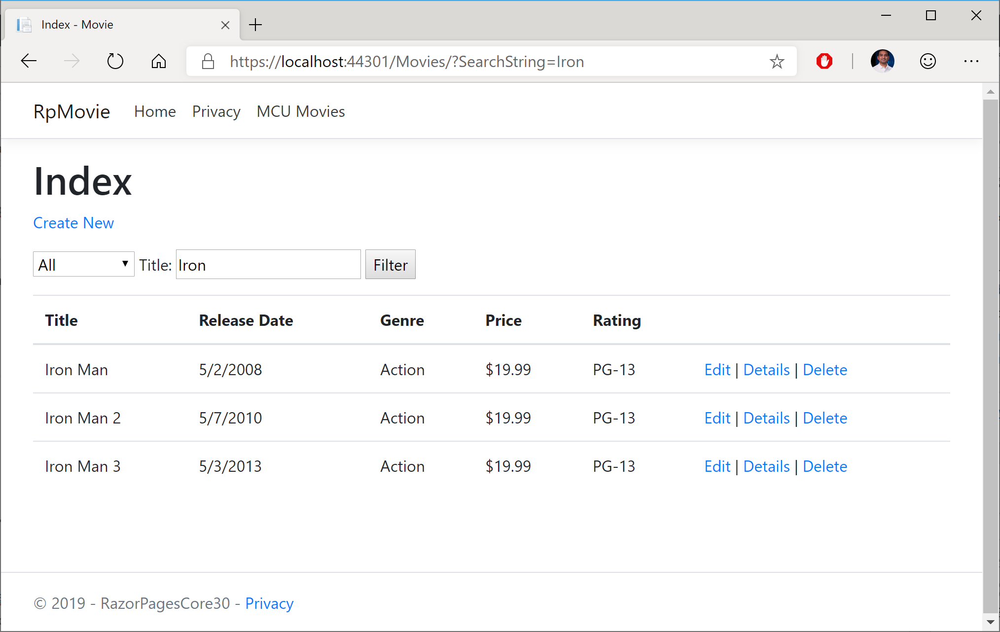 Index - Movie
https://localhost:44301/Movies/?SearchString=Iron
RpMovie Home Privacy MCU Movies
Index
Create New
All Title: Iron Filter
Title Release Date Genre Price Rating
Iron Man 5/2/2008 Action $19.99 PG-13 Edit | Details | Delete
Iron Man 2 5/7/2010 Action $19.99 PG-13 Edit | Details | Delete
Iron Man 3 5/3/2013 Action $19.99 PG-13 Edit | Details | Delete
© 2019 - RazorPagesCore30 - Privacy